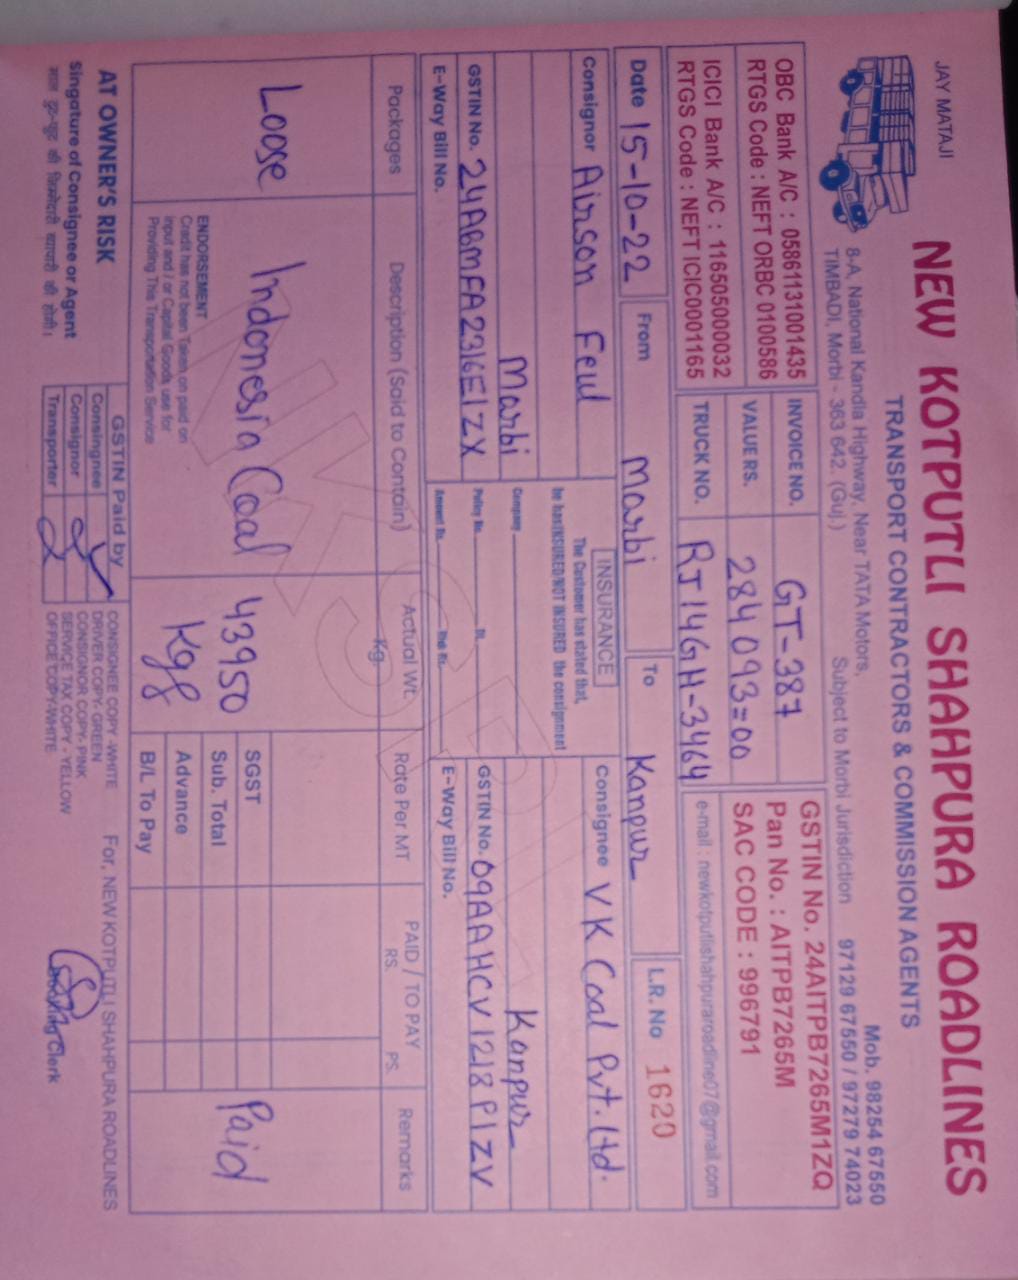 JAY MATAJI
NEW KOTPUTLI SHAHPURA ROADLINES
TRANSPORT CONTRACTORS & COMMISSION AGENTS
8-A, National Kandla Highway, Near TATA Motors,
TIMBADI, Morbi - 363 642. (Guj.)
Subject to Morbi Jurisdiction
Mob. 98254 67550
97129 67550 / 97279 74023
OBC Bank A/C : 05861131001435
RTGS Code : NEFT ORBC 0100586
ICICI Bank A/C : 116505000032
RTGS Code : NEFT ICIC0001165
INVOICE NO. GT-387
VALUE RS. 284093=00
TRUCK NO. RJ14GH-3464
GSTIN No. 24AITPB7265M1ZQ
Pan No. : AITPB7265M
SAC CODE : 996791
e-mail : newkotputlishahpuraroadline07@gmail.com
Date 15-10-22 From Morbi To Kanpur L.R. No 1620
Consignor Airson Feul
Morbi
GSTIN No. 24ABMFA2316E1ZX
E-Way Bill No.
INSURANCE
The Customer has stated that,
he has INSURED/NOT INSURED the consignment
Company
Policy No. Dt.
Amount Rs.
Consignee VK Coal Pvt. Ltd.
Kanpur
GSTIN No. 09AAHCV1218P1ZV
E-Way Bill No.
Packages Description (Said to Contain) Actual Wt. Kg. Rate Per MT PAID / TO PAY RS. PS. Remarks
Loose Indonesia Coal 43950 Kgs Paid
SGST
Sub. Total
Advance
B/L To Pay
ENDORSEMENT
Credit has not been Taken on paid on
input and / or Capital Goods use for
Providing This Transportation Service
AT OWNER'S RISK
Singature of Consignee or Agent
माल टूट-फूट की जिम्मेदारी व्यापारी की होगी।
GSTIN Paid by
Consignee
Consignor
Transporter
CONSIGNEE COPY -WHITE
DRIVER COPY- GREEN
CONSIGNOR COPY- PINK
SERVICE TAX COPY - YELLOW
OFFICE COPY-WHITE
For, NEW KOTPUTLI SHAHPURA ROADLINES
Booking Clerk